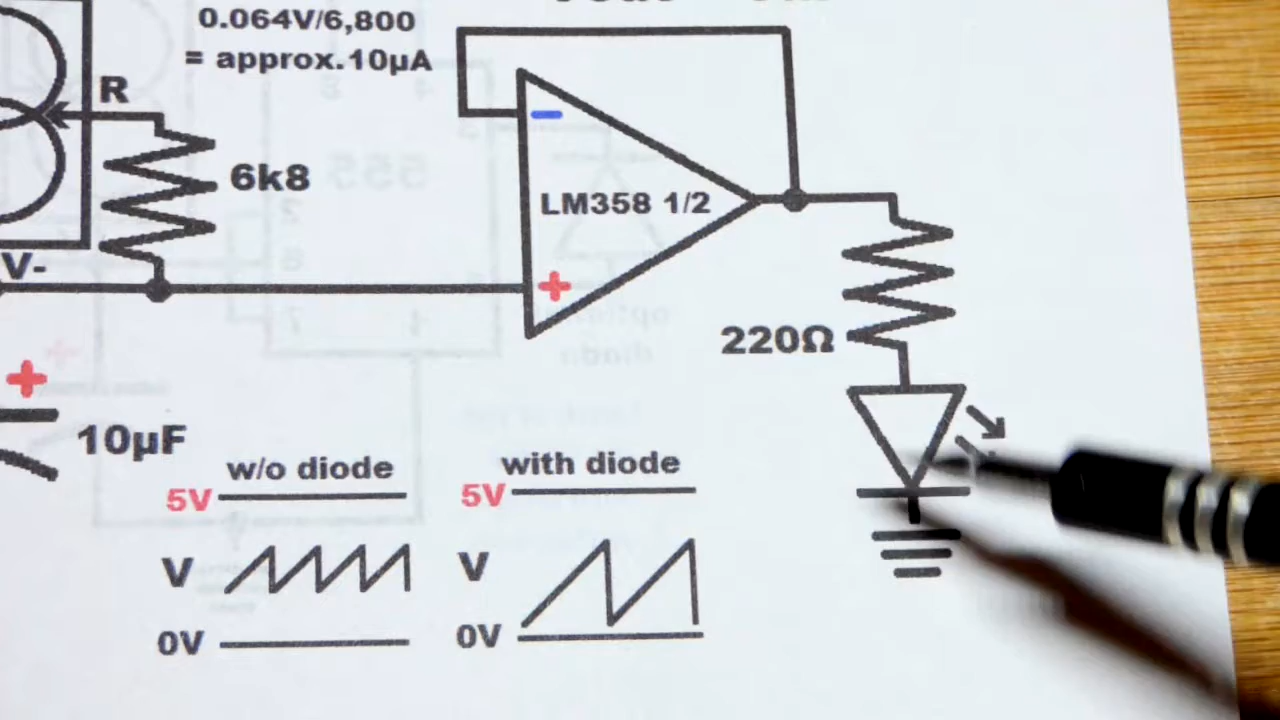 0.064V/6,800
= approx.10µA
R
6k8
LM358 1/2
V-
220Ω
10µF
w/o diode
with diode
5V
5V
V
V
0V
0V